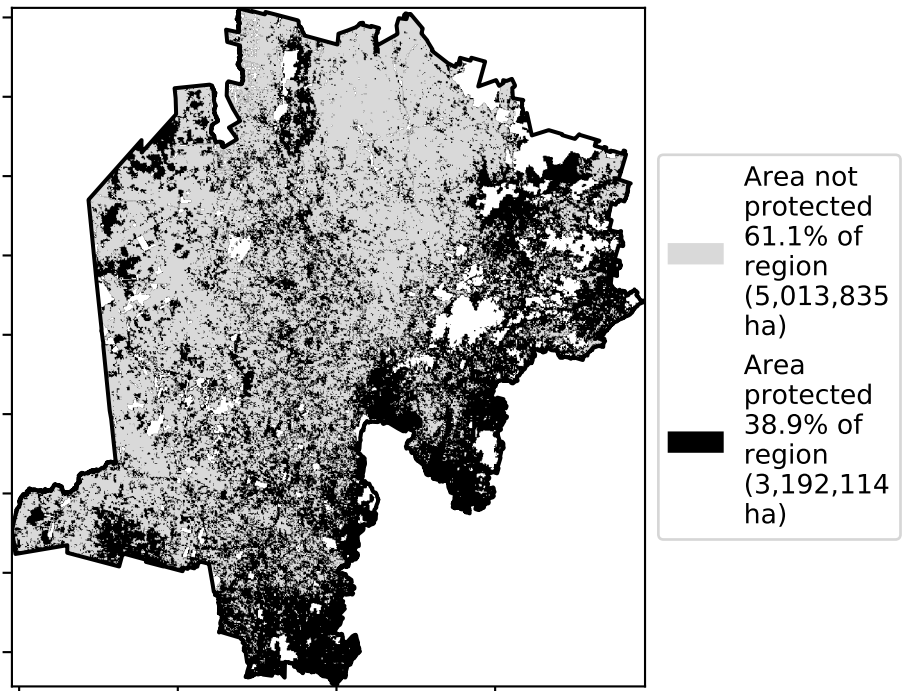 Area not
protected
61.1% of
region
(5,013,835
ha)
Area
protected
38.9% of
region
(3,192,114
ha)